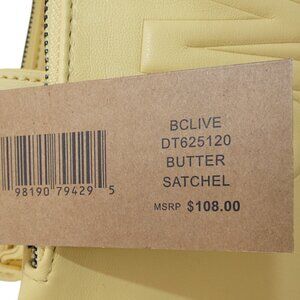 BCLIVE
DT625120
BUTTER
SATCHEL
MSRP $108.00
98190 79429 5